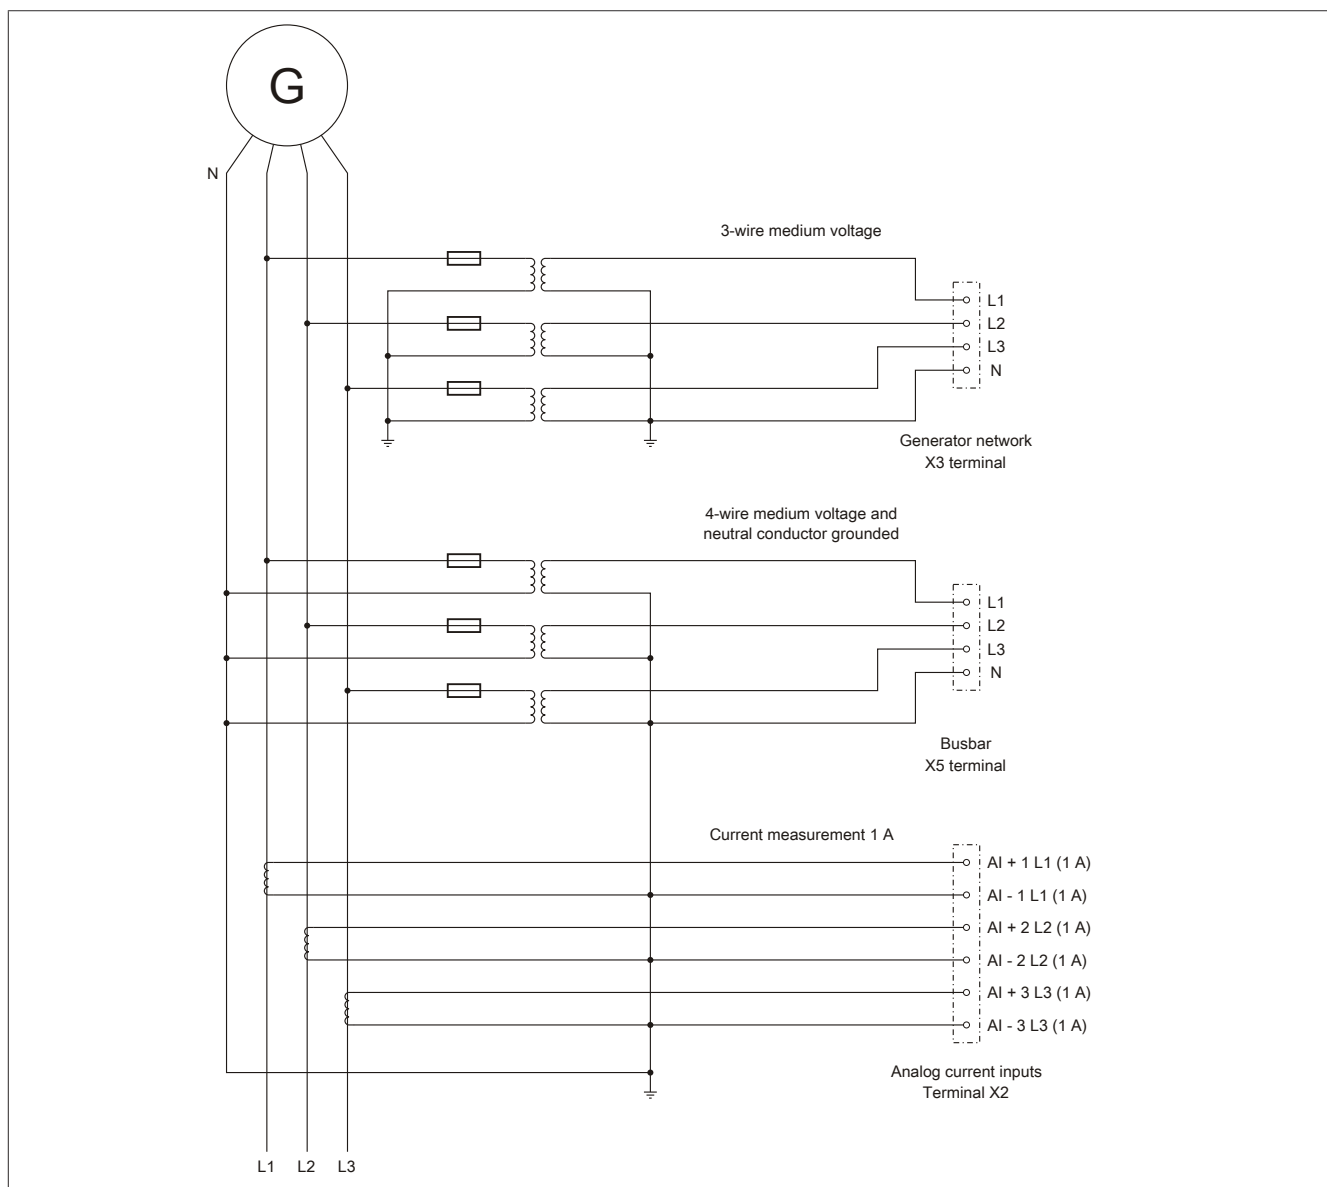 G
N
3-wire medium voltage
L1
L2
L3
N
Generator network
X3 terminal
4-wire medium voltage and
neutral conductor grounded
L1
L2
L3
N
Busbar
X5 terminal
Current measurement 1 A
AI + 1 L1 (1 A)
AI - 1 L1 (1 A)
AI + 2 L2 (1 A)
AI - 2 L2 (1 A)
AI + 3 L3 (1 A)
AI - 3 L3 (1 A)
Analog current inputs
Terminal X2
L1 L2 L3